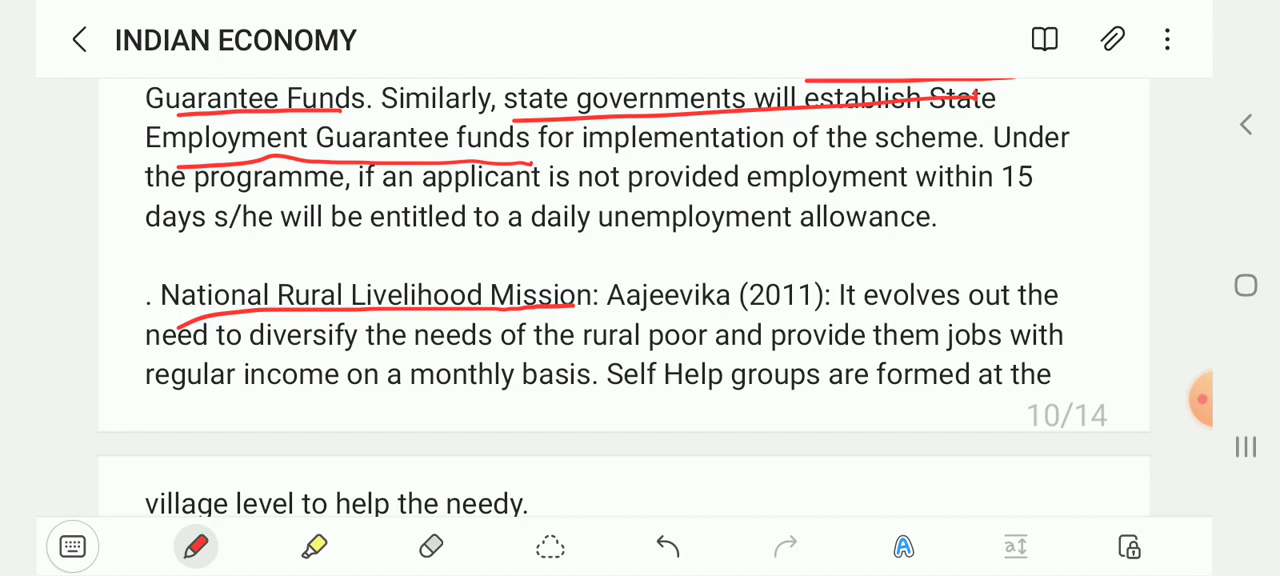 INDIAN ECONOMY
Guarantee Funds. Similarly, state governments will establish State
Employment Guarantee funds for implementation of the scheme. Under
the programme, if an applicant is not provided employment within 15
days s/he will be entitled to a daily unemployment allowance.
. National Rural Livelihood Mission: Aajeevika (2011): It evolves out the
need to diversify the needs of the rural poor and provide them jobs with
regular income on a monthly basis. Self Help groups are formed at the
10/14
village level to help the needy.